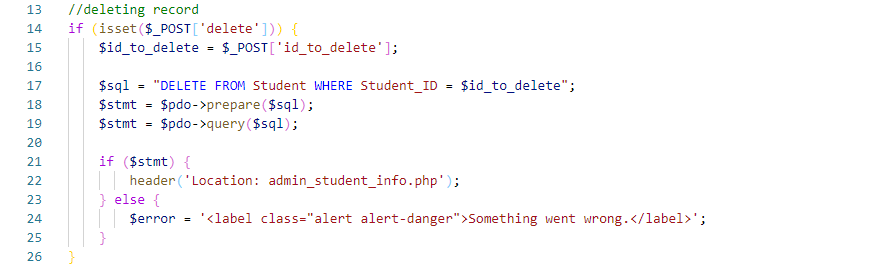 13 //deleting record
14 if (isset($_POST['delete'])) {
15 $id_to_delete = $_POST['id_to_delete'];
16
17 $sql = "DELETE FROM Student WHERE Student_ID = $id_to_delete";
18 $stmt = $pdo->prepare($sql);
19 $stmt = $pdo->query($sql);
20
21 if ($stmt) {
22 header('Location: admin_student_info.php');
23 } else {
24 $error = '<label class="alert alert-danger">Something went wrong.</label>';
25 }
26 }